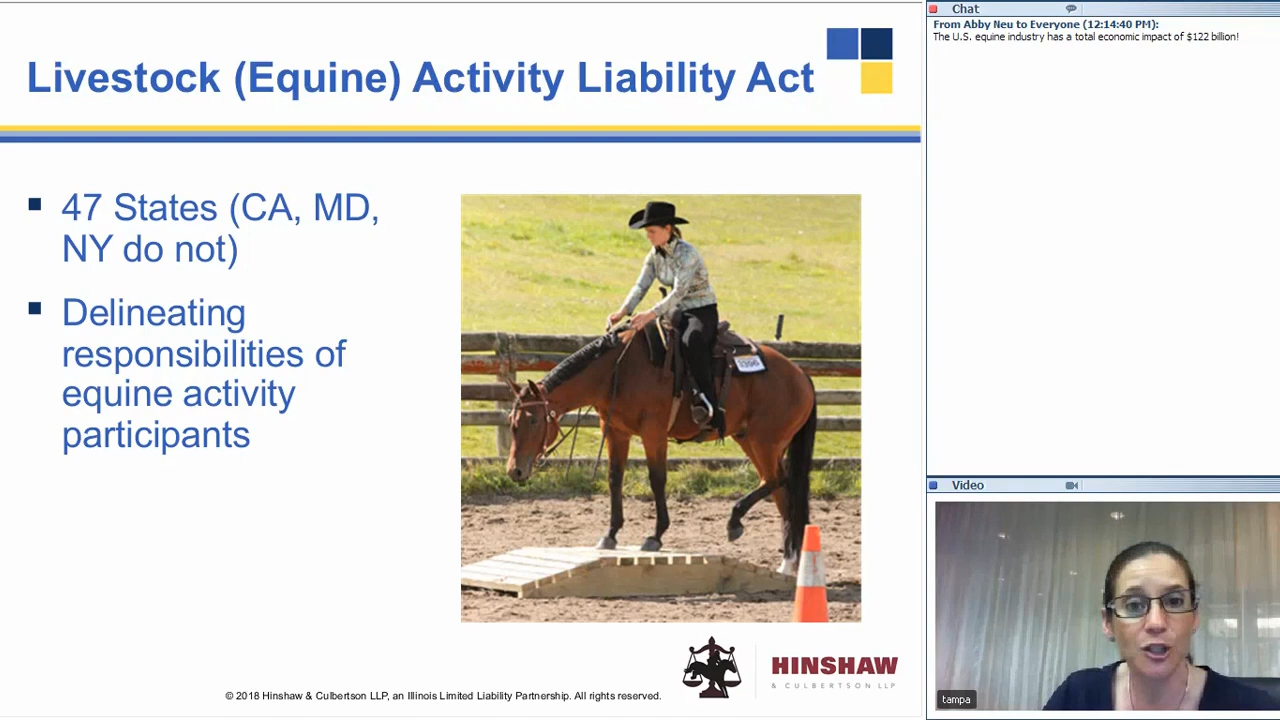 Livestock (Equine) Activity Liability Act
▪ 47 States (CA, MD,
NY do not)
▪ Delineating
responsibilities of
equine activity
participants
HINSHAW
& CULBERTSON LLP
© 2018 Hinshaw & Culbertson LLP, an Illinois Limited Liability Partnership. All rights reserved.
Chat
From Abby Neu to Everyone (12:14:40 PM):
The U.S. equine industry has a total economic impact of $122 billion!
Video
tampa